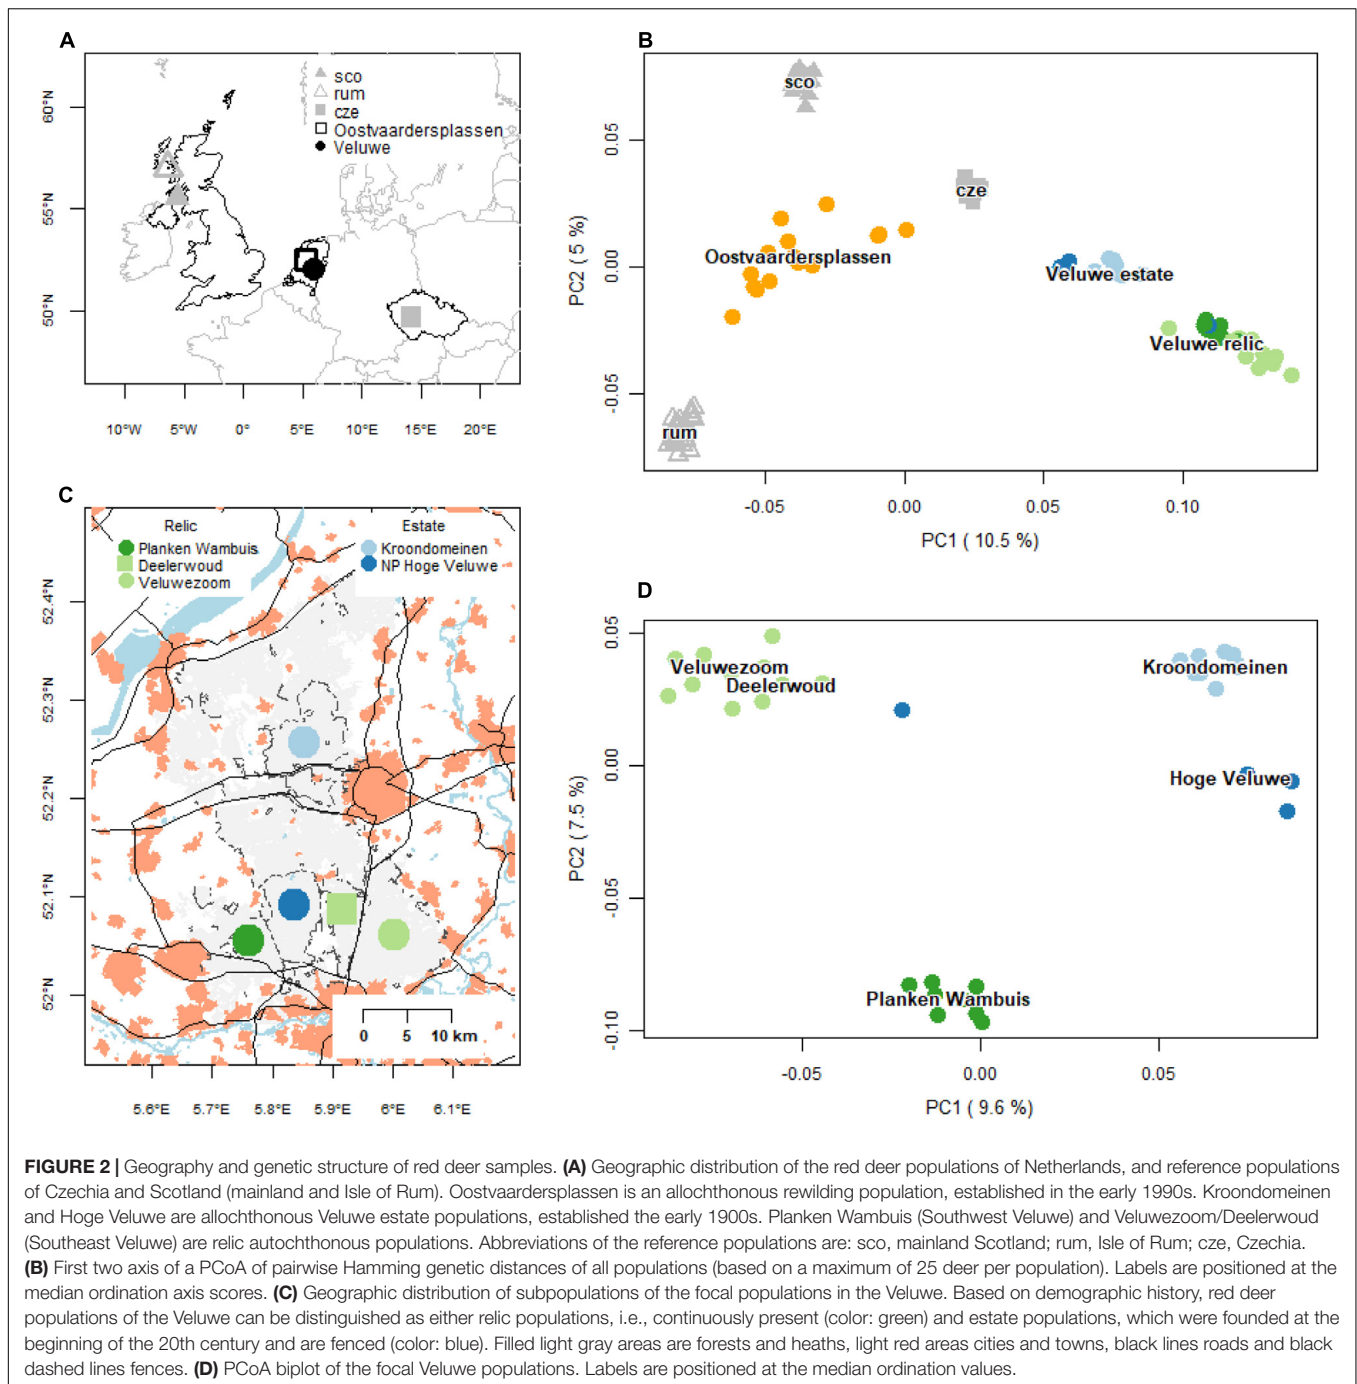 A
sco
rum
cze
Oostvaardersplassen
Veluwe
60°N
55°N
50°N
10°W 5°W 0° 5°E 10°E 15°E 20°E
B
sco
cze
Oostvaardersplassen
Veluwe estate
Veluwe relic
rum
0.05
0.00
-0.05
PC2 ( 5 %)
-0.05 0.00 0.05 0.10
PC1 ( 10.5 %)
C
Relic
Planken Wambuis
Deelerwoud
Veluwezoom
Estate
Kroondomeinen
NP Hoge Veluwe
52.4°N
52.3°N
52.2°N
52.1°N
52°N
0 5 10 km
5.6°E 5.7°E 5.8°E 5.9°E 6°E 6.1°E
D
Veluwezoom
Deelerwoud
Kroondomeinen
Hoge Veluwe
Planken Wambuis
0.05
0.00
-0.05
-0.10
PC2 ( 7.5 %)
-0.05 0.00 0.05
PC1 ( 9.6 %)
FIGURE 2 | Geography and genetic structure of red deer samples. (A) Geographic distribution of the red deer populations of Netherlands, and reference populations
of Czechia and Scotland (mainland and Isle of Rum). Oostvaardersplassen is an allochthonous rewilding population, established in the early 1990s. Kroondomeinen
and Hoge Veluwe are allochthonous Veluwe estate populations, established the early 1900s. Planken Wambuis (Southwest Veluwe) and Veluwezoom/Deelerwoud
(Southeast Veluwe) are relic autochthonous populations. Abbreviations of the reference populations are: sco, mainland Scotland; rum, Isle of Rum; cze, Czechia.
(B) First two axis of a PCoA of pairwise Hamming genetic distances of all populations (based on a maximum of 25 deer per population). Labels are positioned at the
median ordination axis scores. (C) Geographic distribution of subpopulations of the focal populations in the Veluwe. Based on demographic history, red deer
populations of the Veluwe can be distinguished as either relic populations, i.e., continuously present (color: green) and estate populations, which were founded at the
beginning of the 20th century and are fenced (color: blue). Filled light gray areas are forests and heaths, light red areas cities and towns, black lines roads and black
dashed lines fences. (D) PCoA biplot of the focal Veluwe populations. Labels are positioned at the median ordination values.